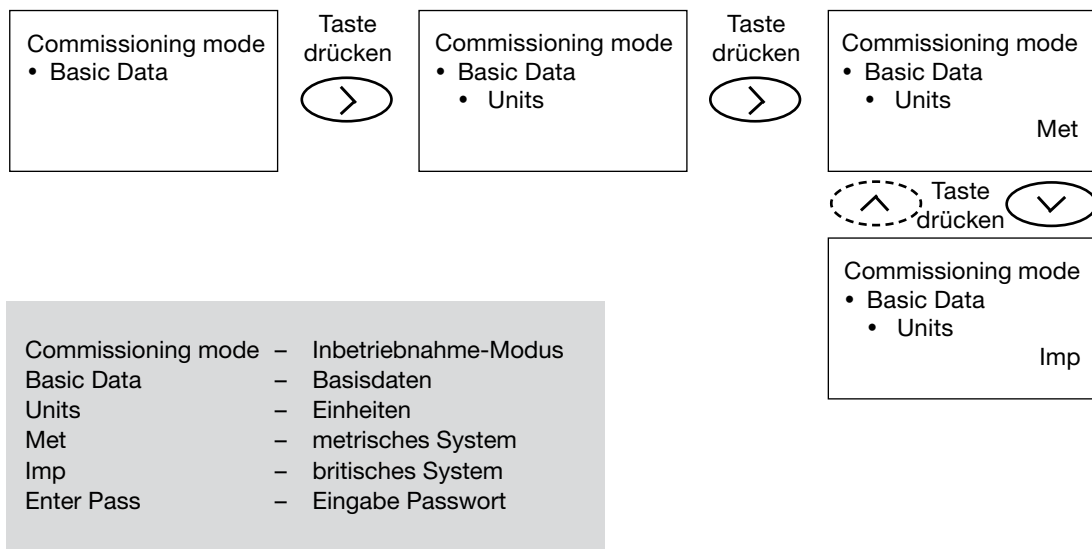 Commissioning mode
• Basic Data
Taste
drücken
Commissioning mode
• Basic Data
• Units
Taste
drücken
Commissioning mode
• Basic Data
• Units
Met
Taste
drücken
Commissioning mode
• Basic Data
• Units
Imp
Commissioning mode – Inbetriebnahme-Modus
Basic Data – Basisdaten
Units – Einheiten
Met – metrisches System
Imp – britisches System
Enter Pass – Eingabe Passwort